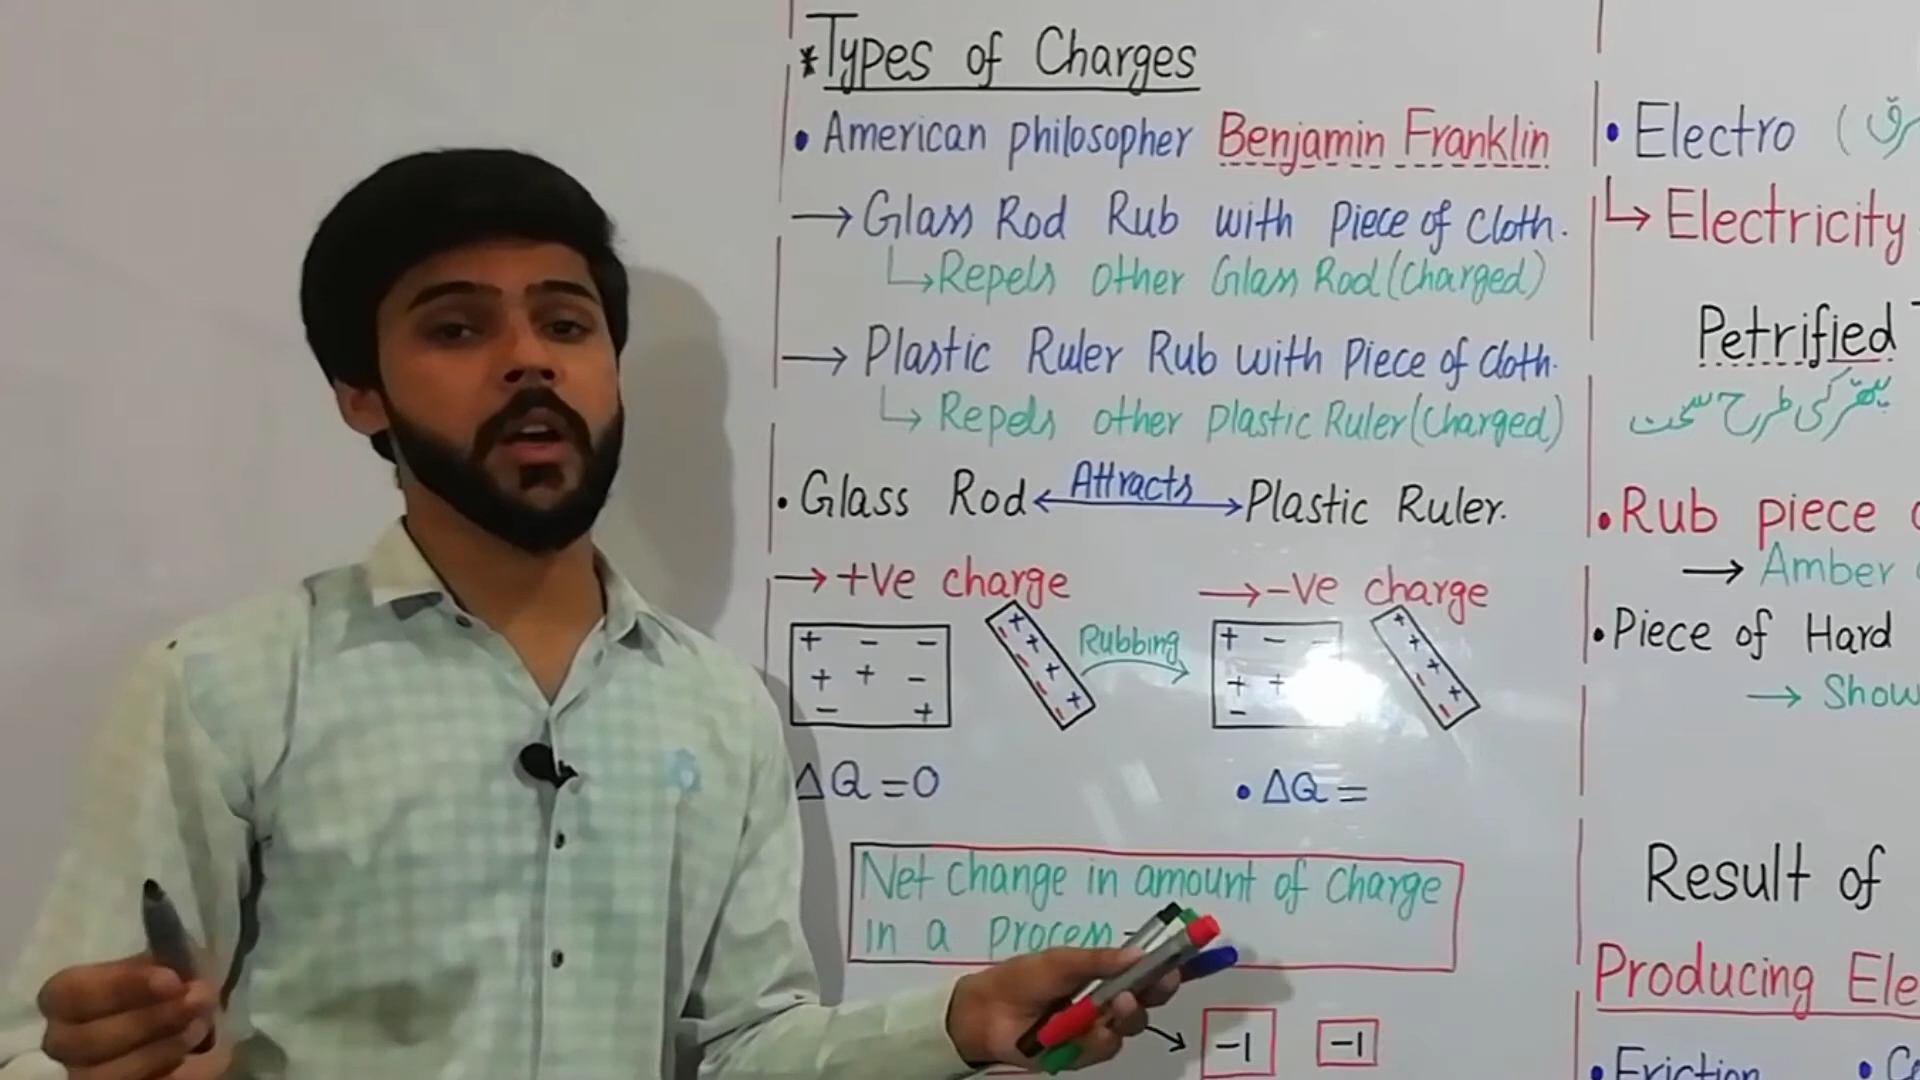 *Types of Charges
• American philosopher Benjamin Franklin
→ Glass Rod Rub with Piece of Cloth.
↳ Repels other Glass Rod (Charged)
→ Plastic Ruler Rub with Piece of Cloth.
↳ Repels other Plastic Ruler (Charged)
• Glass Rod ←Attracts→ Plastic Ruler.
→ +ve charge → -ve charge
+ - -
+ + -
- +
+ + + +
- - - -
Rubbing
+ - -
+ +
-
+ + + +
-
ΔQ = 0 • ΔQ =
Net change in amount of charge
in a process
→ -1 -1
• Electro (
↳ Electricity
Petrified
پتھر کی طرح سخت
• Rub piece
→ Amber
• Piece of Hard
→ Show
Result of
Producing Ele
• Friction •